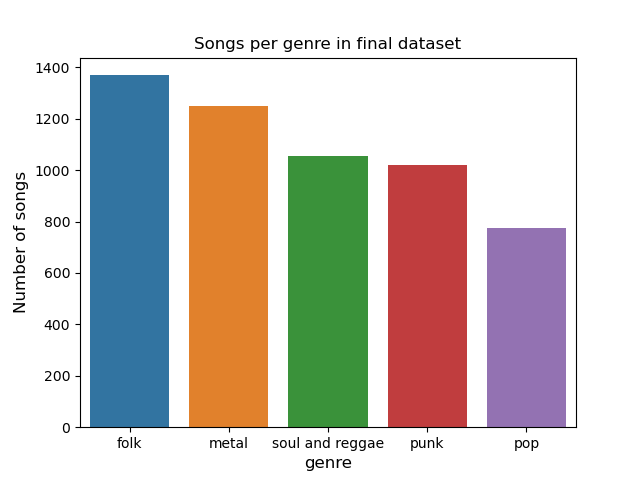 Songs per genre in final dataset
1400
1200
1000
800
600
400
200
0
Number of songs
folk metal soul and reggae punk pop
genre